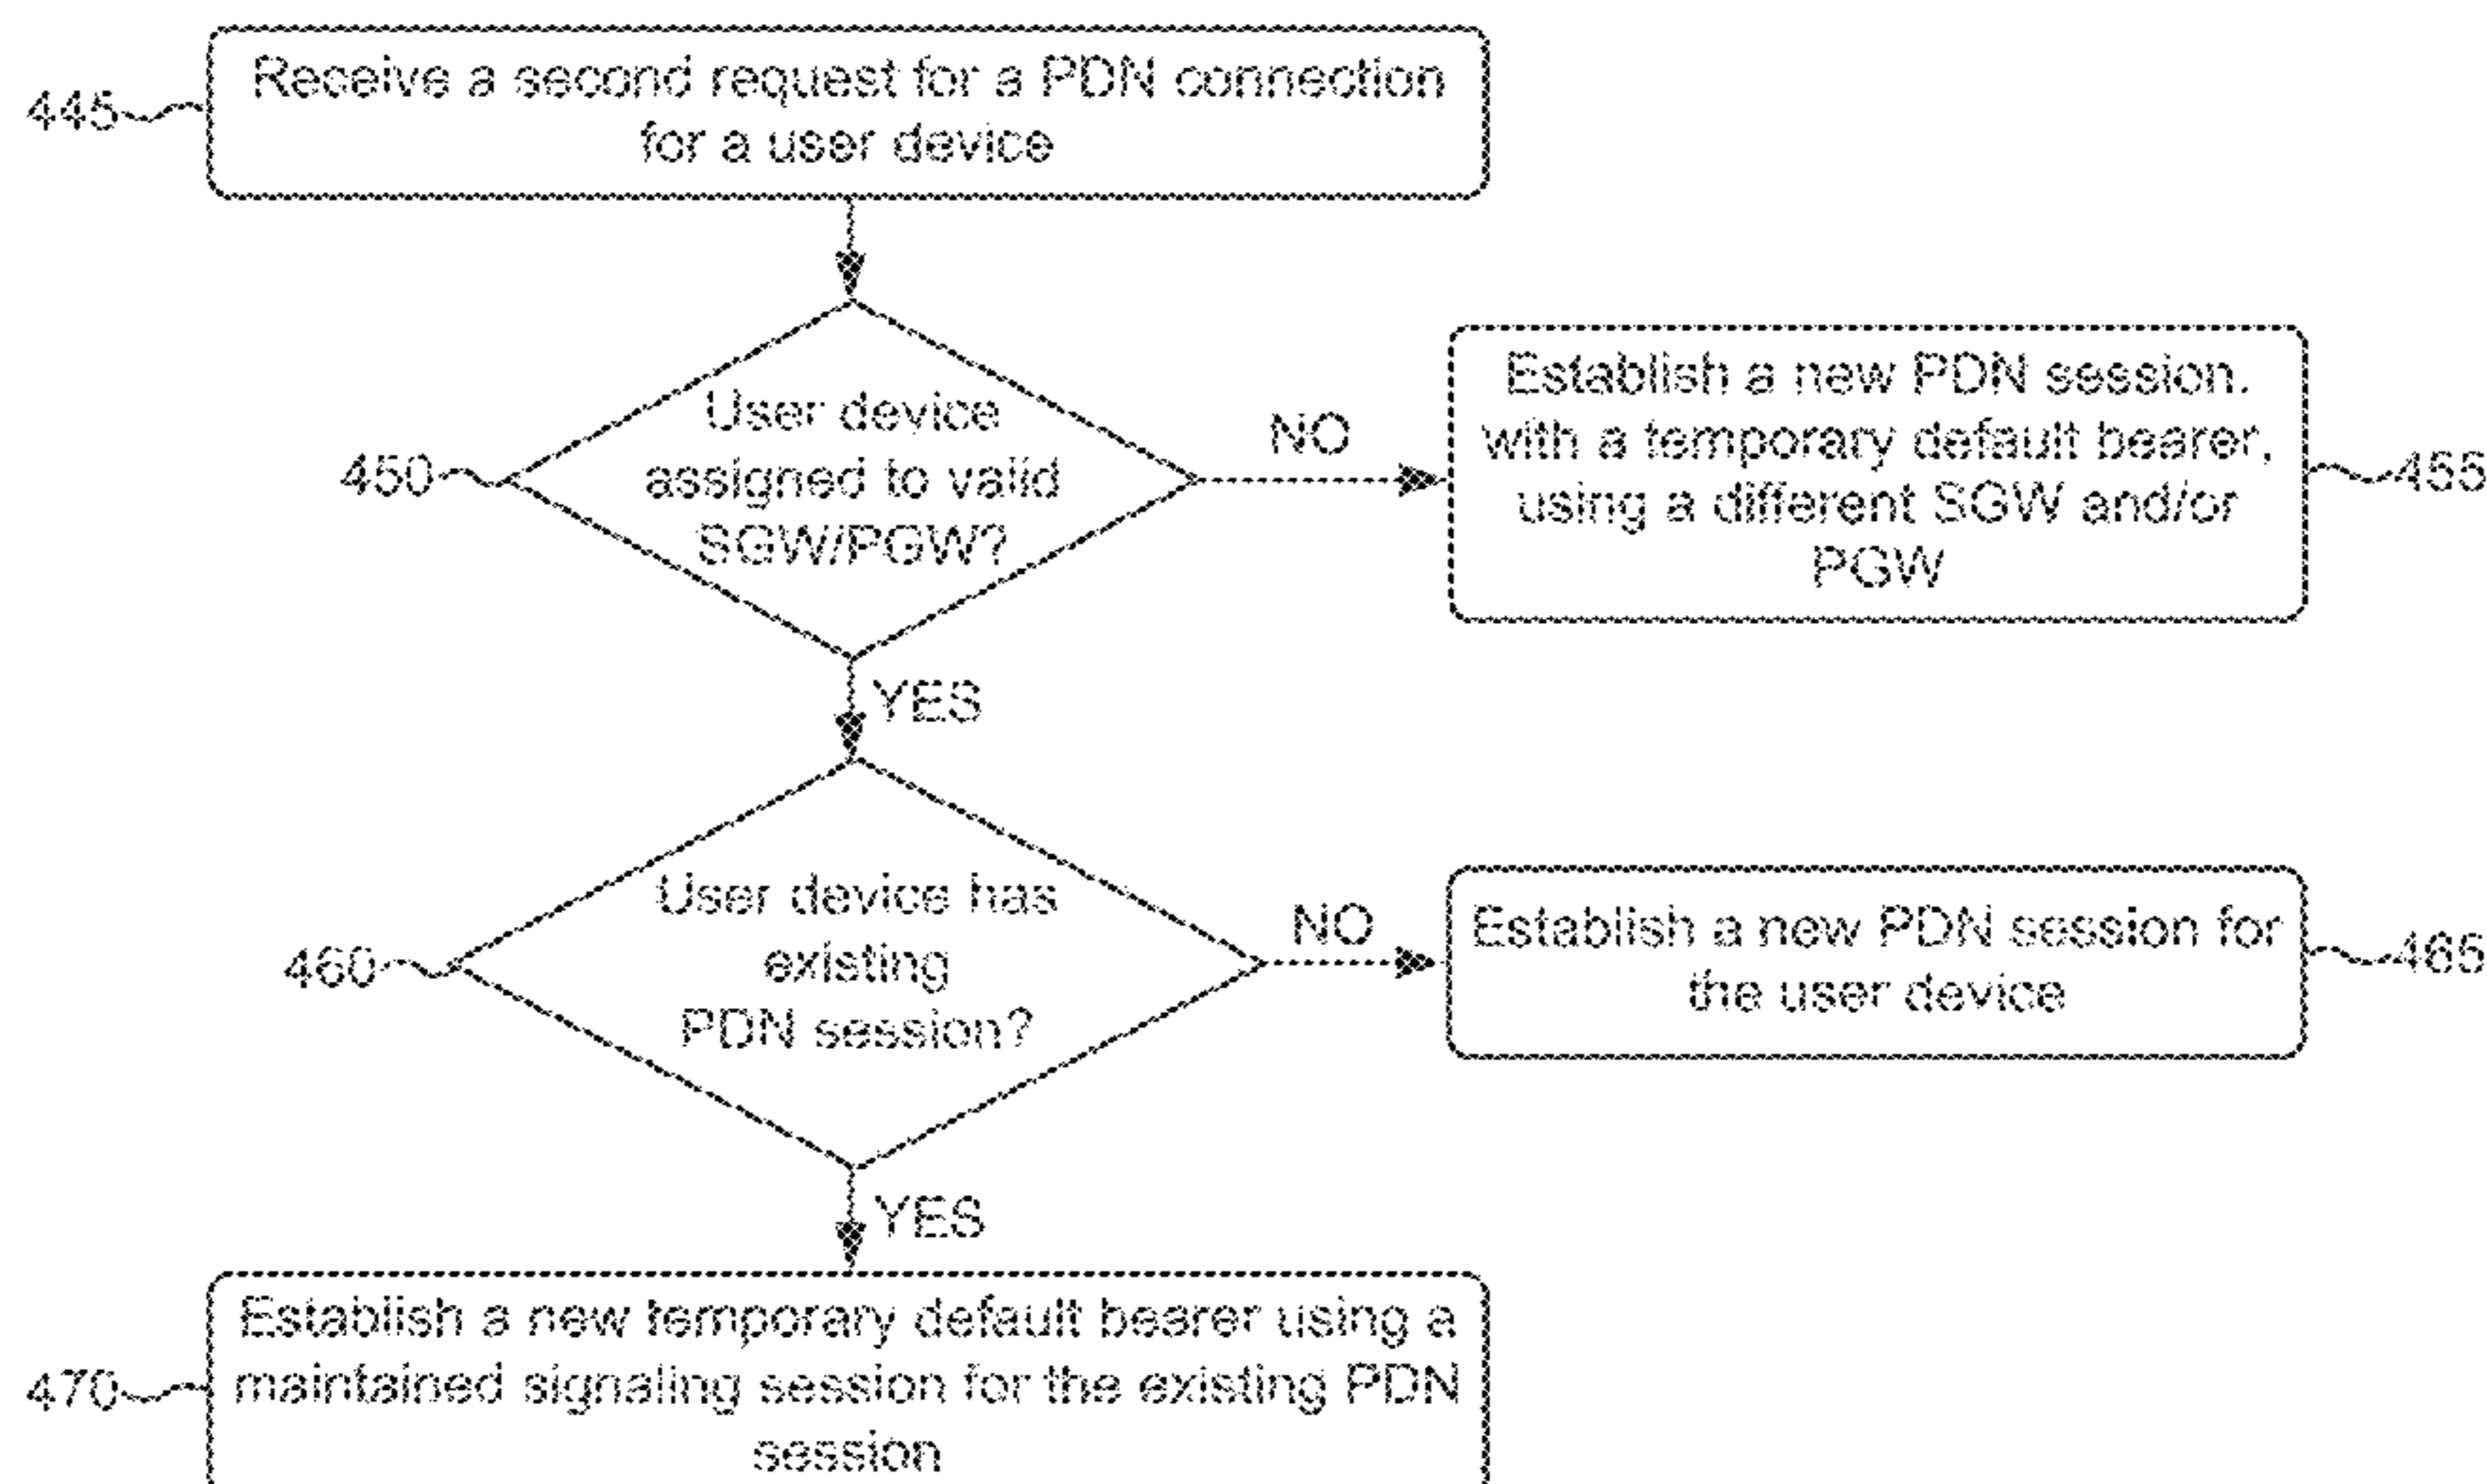 445
Receive a second request for a PDN connection
for a user device
450
User device
assigned to valid
SGW/PGW?
NO
Establish a new PDN session,
with a temporary default bearer,
using a different SGW and/or
PGW
455
YES
460
User device has
existing
PDN session?
NO
Establish a new PDN session for
the user device
465
YES
470
Establish a new temporary default bearer using a
maintained signaling session for the existing PDN
session